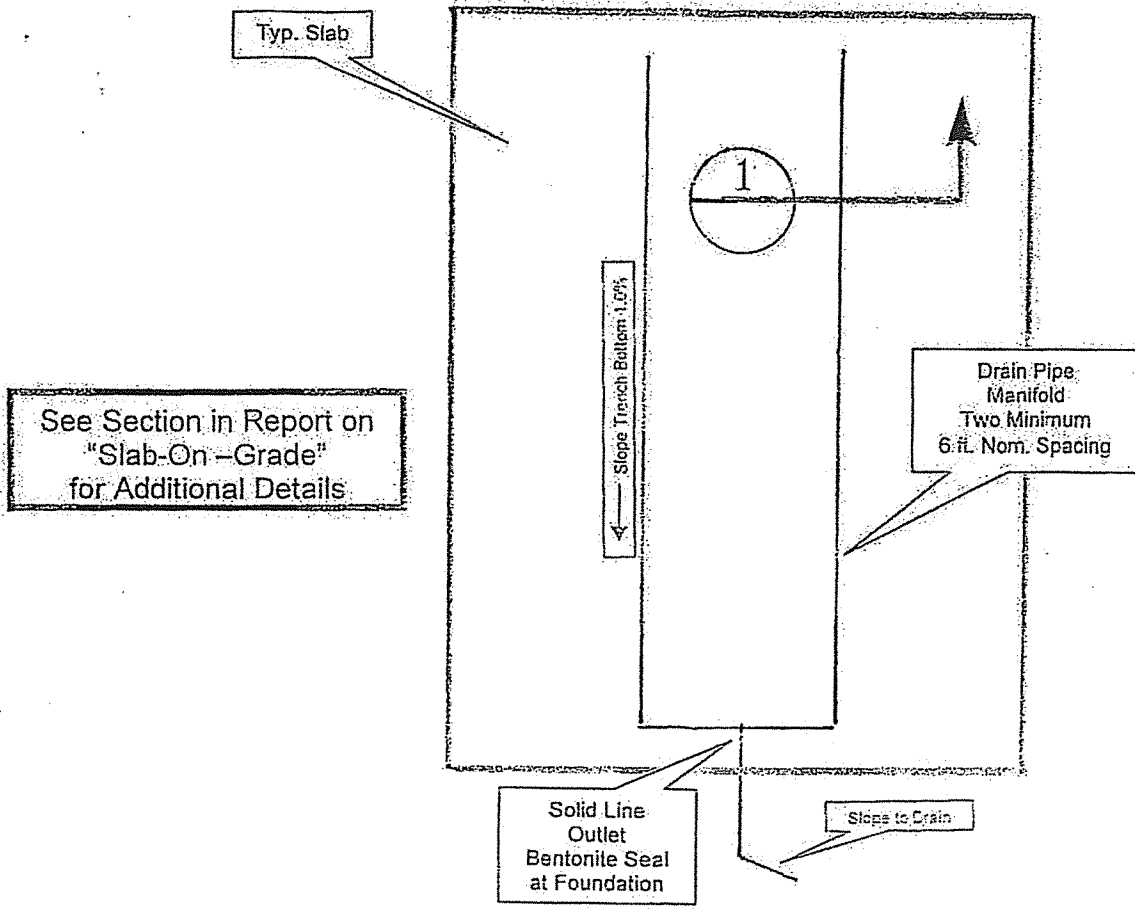 Typ. Slab
1
Slope Trench Bottom 1.0%
See Section in Report on
"Slab-On –Grade"
for Additional Details
Drain Pipe
Manifold
Two Minimum
6 ft. Nom. Spacing
Solid Line
Outlet
Bentonite Seal
at Foundation
Slope to Drain